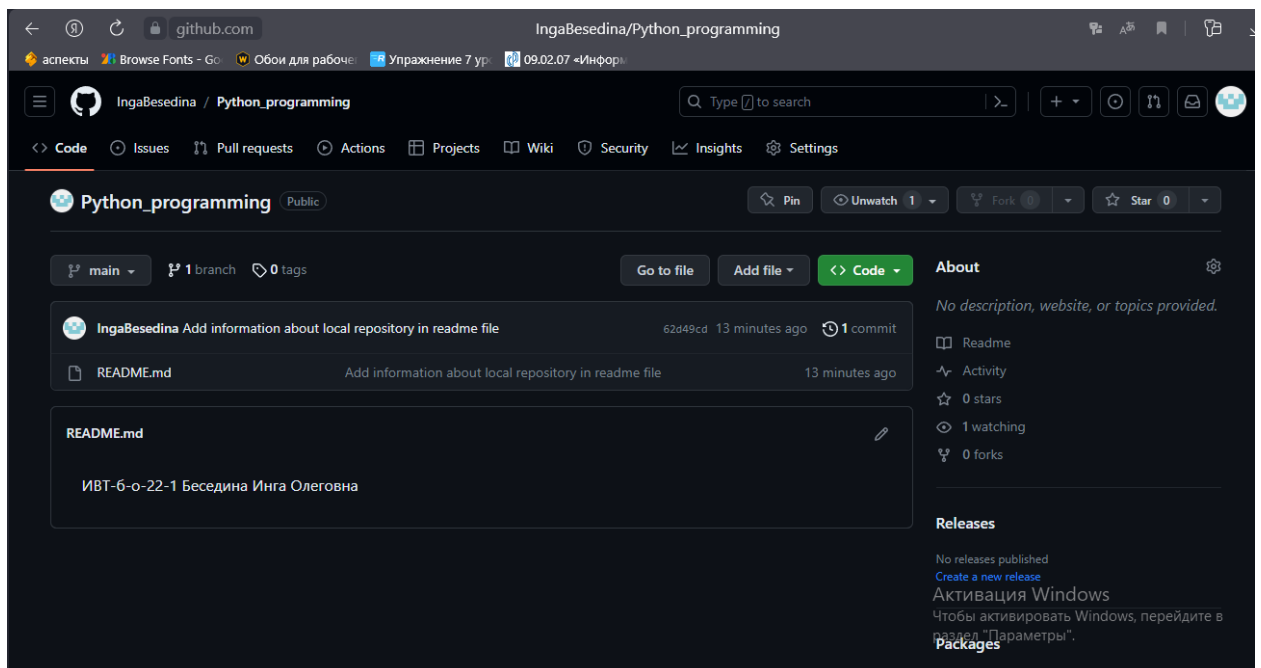 github.com IngaBesedina/Python_programming
аспекты Browse Fonts - Go Обои для рабоче Упражнение 7 ур 09.02.07 «Информ
IngaBesedina / Python_programming Type / to search
Code Issues Pull requests Actions Projects Wiki Security Insights Settings
Python_programming Public Pin Unwatch 1 Fork 0 Star 0
main 1 branch 0 tags Go to file Add file <> Code
About
No description, website, or topics provided.
IngaBesedina Add information about local repository in readme file 62d49cd 13 minutes ago 1 commit
README.md Add information about local repository in readme file 13 minutes ago
Readme
Activity
0 stars
1 watching
0 forks
README.md
ИВТ-б-о-22-1 Беседина Инга Олеговна
Releases
No releases published
Create a new release
Активация Windows
Чтобы активировать Windows, перейдите в
раздел "Параметры".
Packages